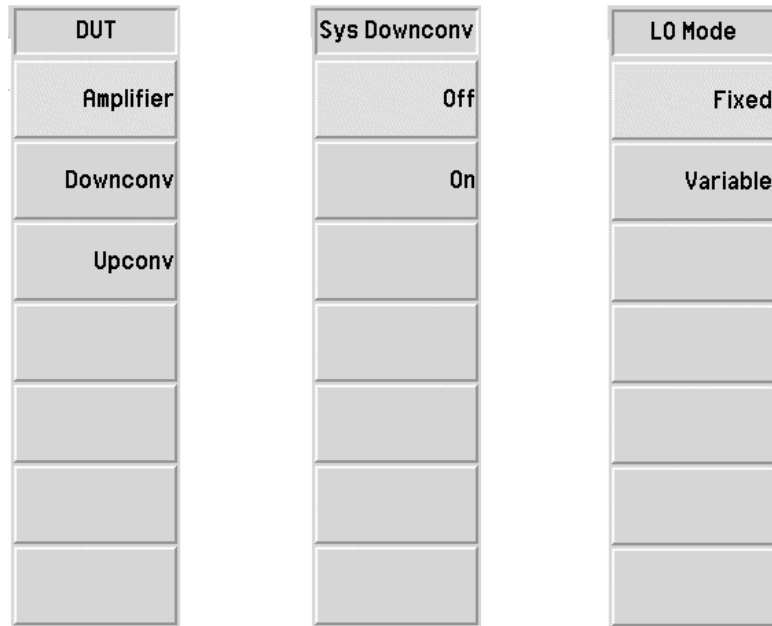 DUT
Amplifier
Downconv
Upconv
Sys Downconv
Off
On
LO Mode
Fixed
Variable